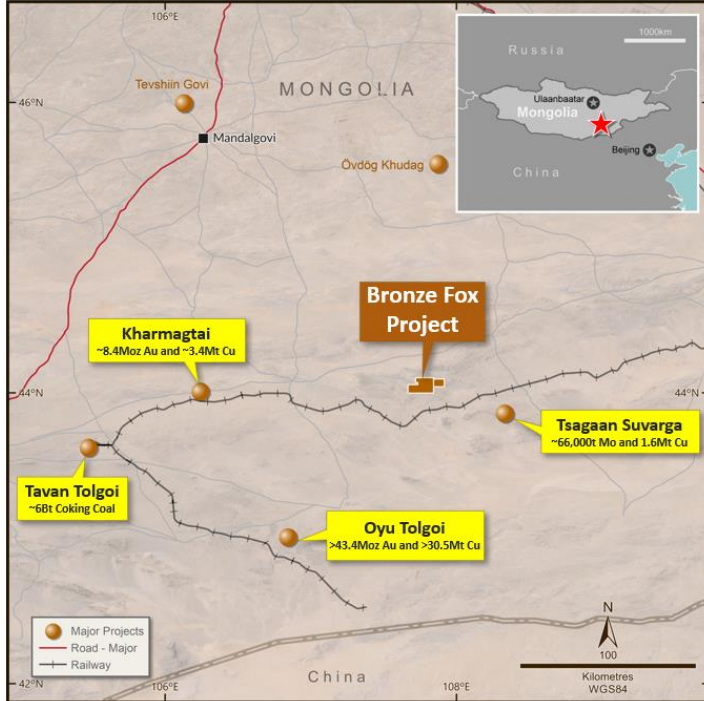 106°E
Tevshiin Govi
MONGOLIA
46°N
Mandalgovi
Övdög Khudag
1000km
Russia
Ulaanbaatar
Mongolia
Beijing
China
Bronze Fox
Project
Kharmagtai
~8.4Moz Au and ~3.4Mt Cu
44°N
44°N
Tsagaan Suvarga
~66,000t Mo and 1.6Mt Cu
Tavan Tolgoi
~6Bt Coking Coal
Oyu Tolgoi
>43.4Moz Au and >30.5Mt Cu
Major Projects
Road - Major
Railway
China
N
100
Kilometres
WGS84
42°N
106°E
108°E